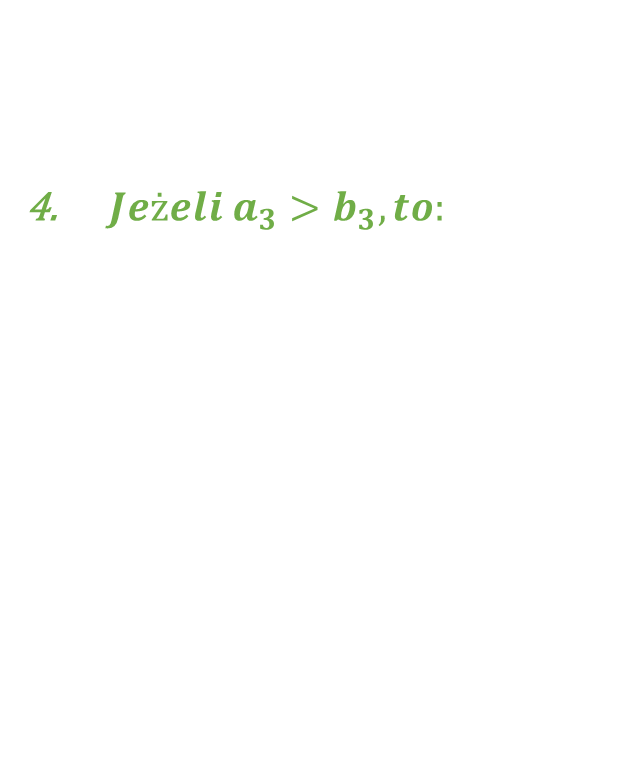 4. Jeżeli a₃ > b₃, to: